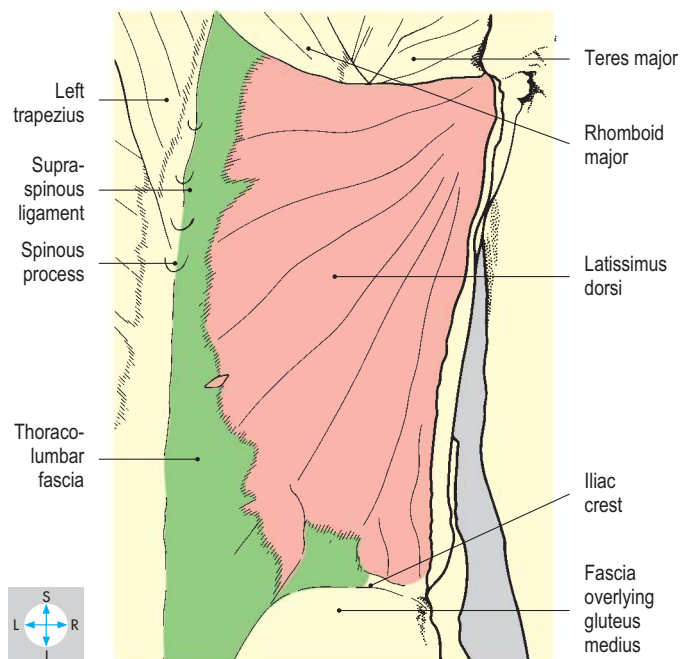 Left
trapezius
Supra-
spinous
ligament
Spinous
process
Thoraco-
lumbar
fascia
Teres major
Rhomboid
major
Latissimus
dorsi
Iliac
crest
Fascia
overlying
gluteus
medius
S
L R
I